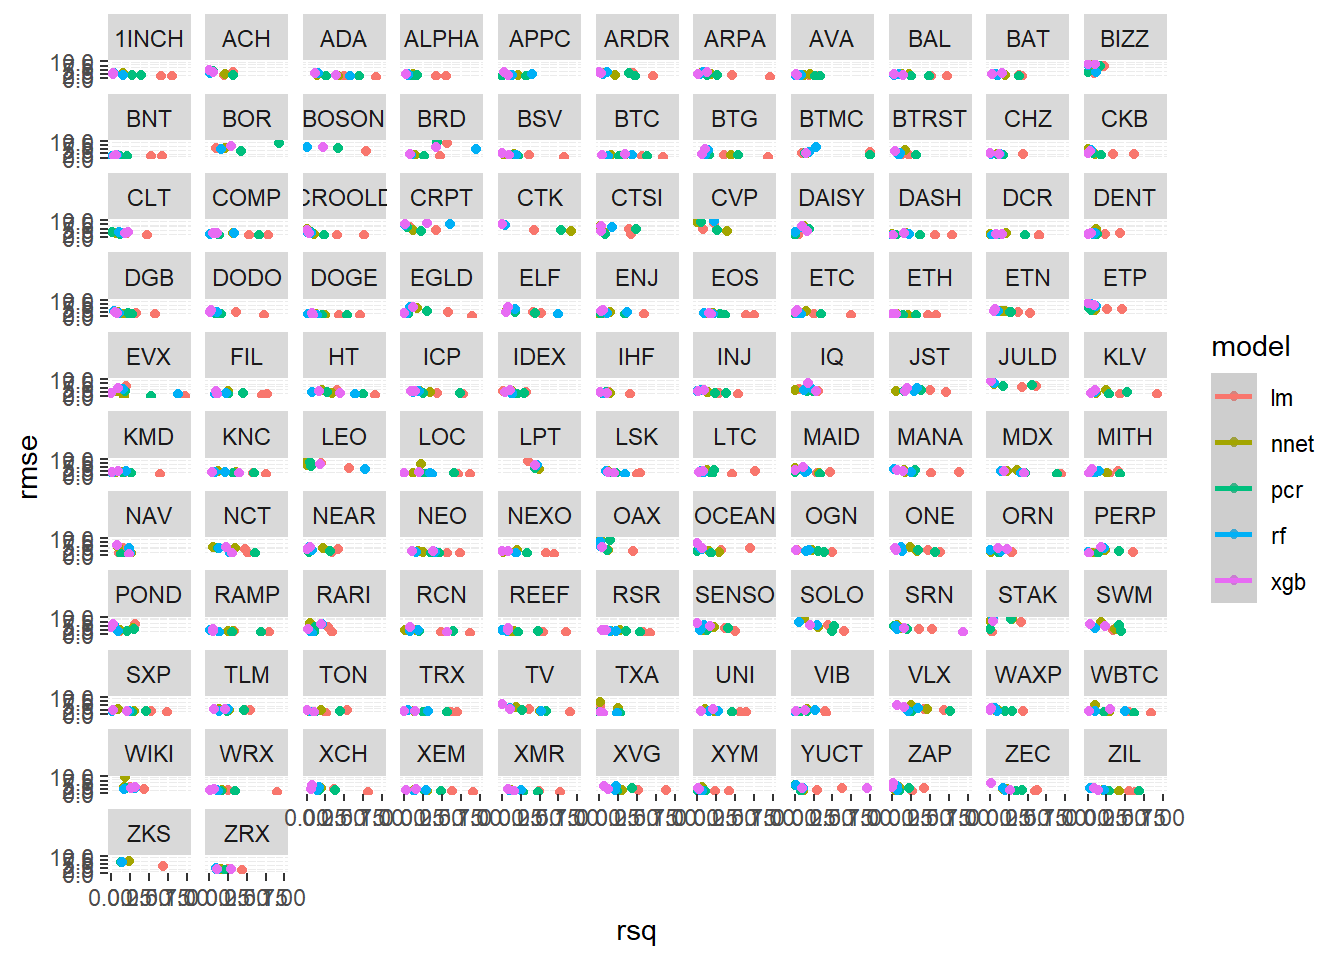 1INCH ACH ADA ALPHA APPC ARDR ARPA AVA BAL BAT BIZZ
BNT BOR BOSON BRD BSV BTC BTG BTMC BTRST CHZ CKB
CLT COMP CROOLD CRPT CTK CTSI CVP DAISY DASH DCR DENT
DGB DODO DOGE EGLD ELF ENJ EOS ETC ETH ETN ETP
EVX FIL HT ICP IDEX IHF INJ IQ JST JULD KLV
KMD KNC LEO LOC LPT LSK LTC MAID MANA MDX MITH
NAV NCT NEAR NEO NEXO OAX OCEAN OGN ONE ORN PERP
POND RAMP RARI RCN REEF RSR SENSO SOLO SRN STAK SWM
SXP TLM TON TRX TV TXA UNI VIB VLX WAXP WBTC
WIKI WRX XCH XEM XMR XVG XYM YUCT ZAP ZEC ZIL
ZKS ZRX
rsq
rmse
model
lm
nnet
pcr
rf
xgb